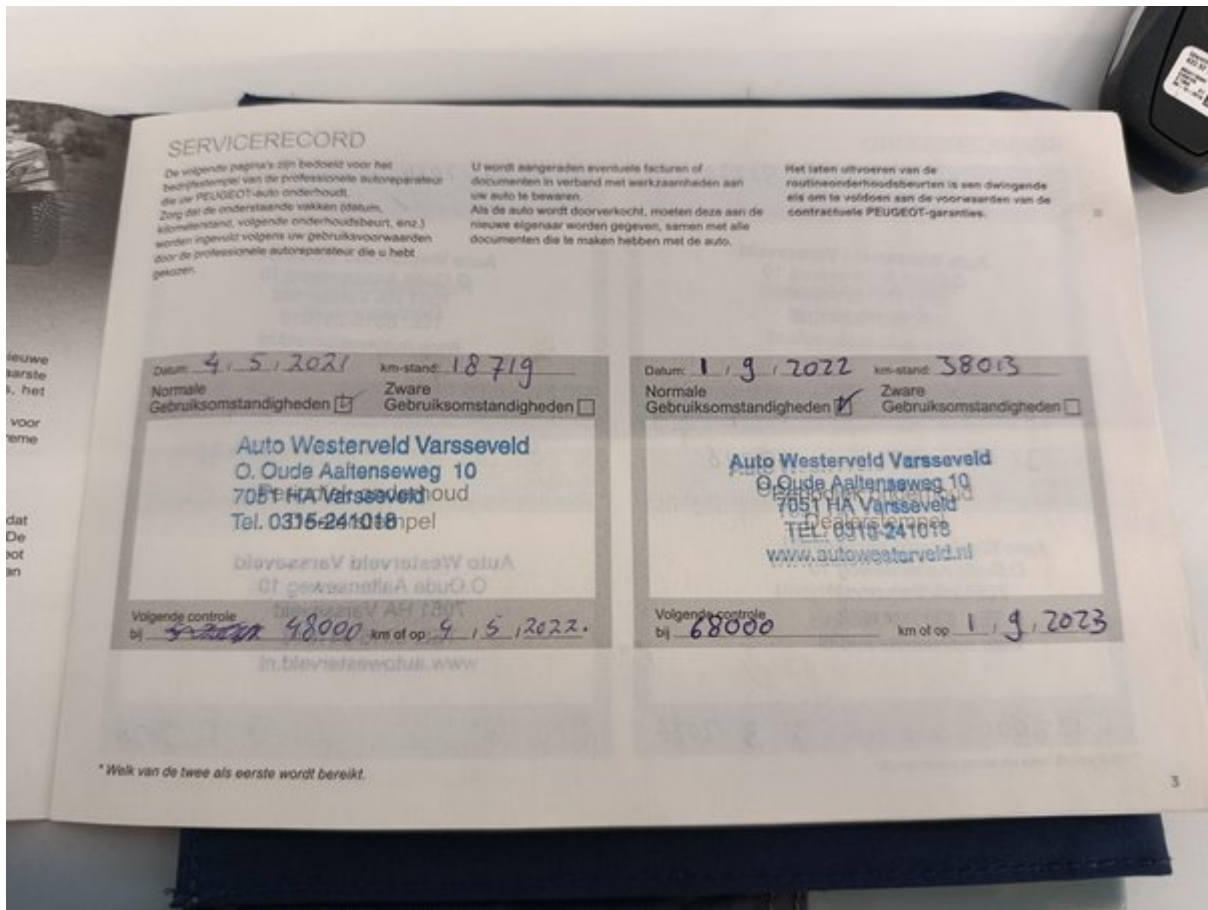 SERVICERECORD
De volgende pagina's zijn bedoeld voor het
bedrijfsstempel van de professionele autoreparateur
die uw PEUGEOT-auto onderhoudt.
Zorg dat de onderstaande vakken (datum,
kilometerstand, volgende onderhoudsbeurt, enz.)
worden ingevuld volgens uw gebruiksvoorwaarden
door de professionele autoreparateur die u hebt
gekozen.
U wordt aangeraden eventuele facturen of
documenten in verband met werkzaamheden aan
uw auto te bewaren.
Als de auto wordt doorverkocht, moeten deze aan de
nieuwe eigenaar worden gegeven, samen met alle
documenten die te maken hebben met de auto.
Het laten uitvoeren van de
routineonderhoudsbeurten is een dwingende
eis om te voldoen aan de voorwaarden van de
contractuele PEUGEOT-garanties.
Datum: 4, 5, 2021 km-stand: 18719
Normale
Gebruiksomstandigheden
Zware
Gebruiksomstandigheden
Auto Westerveld Varsseveld
O. Oude Aaltenseweg 10
7051 HA Varsseveld
Tel. 0315-241018
Periodiek onderhoud
Dealerstempel
Volgende controle
bij 48000 km of op 4, 5, 2022.
Datum: 1, 9, 2022 km-stand: 38013
Normale
Gebruiksomstandigheden
Zware
Gebruiksomstandigheden
Auto Westerveld Varsseveld
O.Oude Aaltenseweg 10
7051 HA Varsseveld
TEL. 0315-241018
www.autowesterveld.nl
Periodiek onderhoud
Dealerstempel
Volgende controle
bij 68000 km of op 1, 9, 2023
* Welk van de twee als eerste wordt bereikt.
3